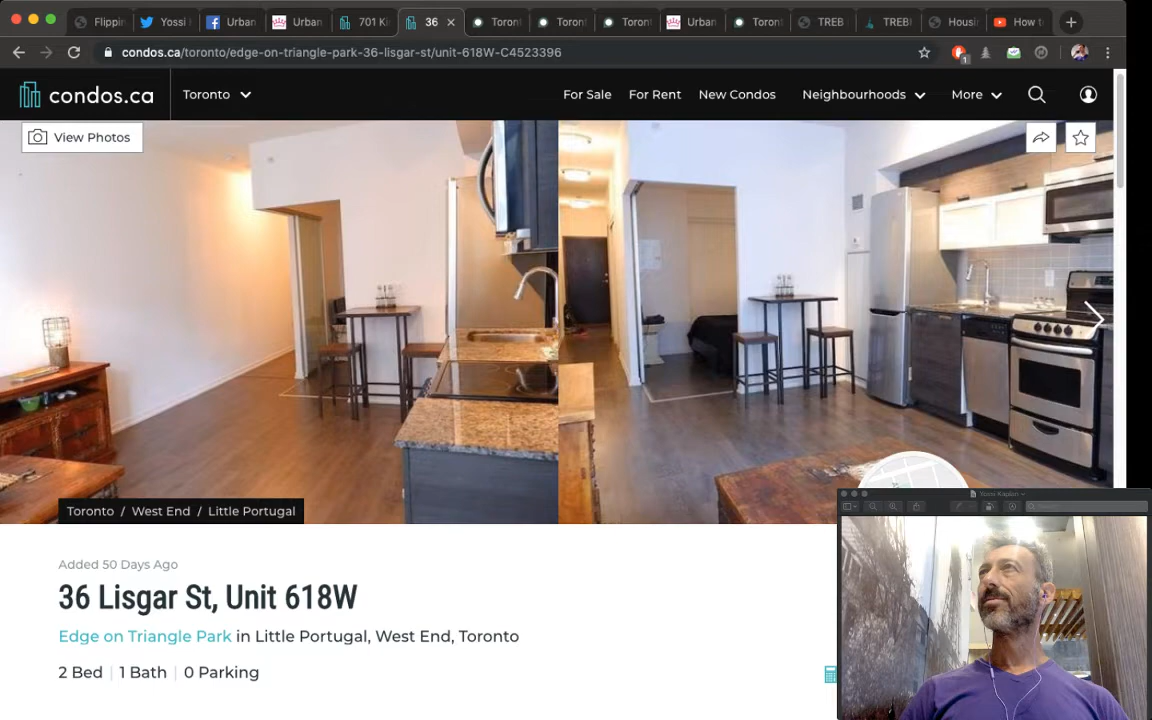 Flippin
Yossi
Urban
Urban
701 Ki
36
Toront
Toront
Toront
Urban
Toront
TREB
TREB
Housi
How t
condos.ca/toronto/edge-on-triangle-park-36-lisgar-st/unit-618W-C4523396
1
condos.ca
Toronto
For Sale
For Rent
New Condos
Neighbourhoods
More
View Photos
Toronto / West End / Little Portugal
Yossi Kaplan
Added 50 Days Ago
36 Lisgar St, Unit 618W
Edge on Triangle Park in Little Portugal, West End, Toronto
2 Bed | 1 Bath | 0 Parking